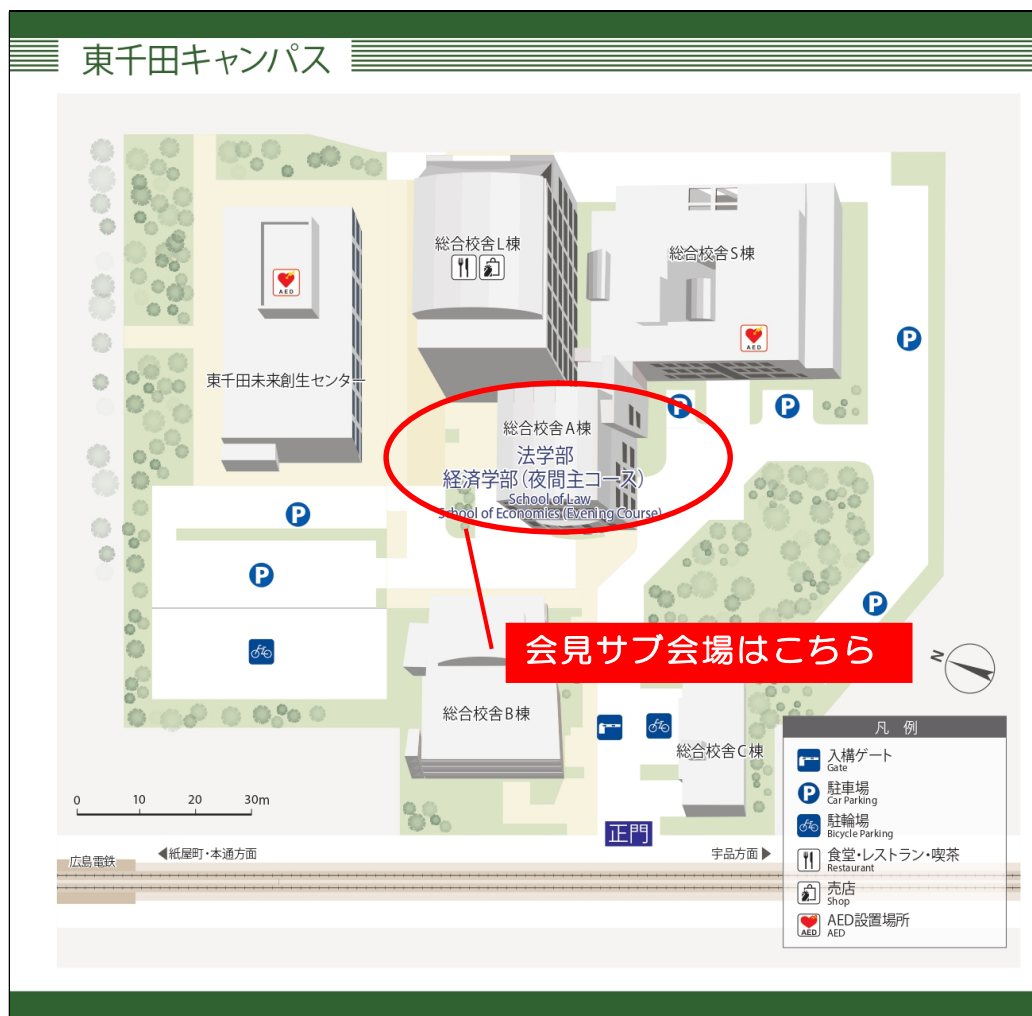 東千田キャンパス
総合校舎L棟
総合校舎S棟
AED
AED
東千田未来創生センター
総合校舎A棟
法学部
経済学部(夜間主コース)
School of Law
School of Economics (Evening Course)
P
P
P
P
P
P
会見サブ会場はこちら
N
総合校舎B棟
総合校舎C棟
0 10 20 30m
正門
広島電鉄
◀紙屋町・本通方面
宇品方面▶
凡 例
入構ゲート
Gate
P
駐車場
Car Parking
駐輪場
Bicycle Parking
食堂・レストラン・喫茶
Restaurant
売店
Shop
AED
AED設置場所
AED